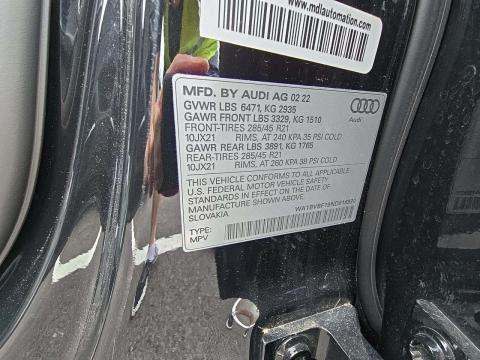 www.mdlautomation.com
MFD. BY AUDI AG 02 22
GVWR LBS 6471, KG 2935
GAWR FRONT LBS 3329, KG 1510
FRONT-TIRES 285/45 R21
10JX21 RIMS, AT 240 KPA 35 PSI COLD
GAWR REAR LBS 3891, KG 1765
REAR-TIRES 285/45 R21
10JX21 RIMS, AT 260 KPA 38 PSI COLD
THIS VEHICLE CONFORMS TO ALL APPLICABLE
U.S. FEDERAL MOTOR VEHICLE SAFETY
STANDARDS IN EFFECT ON THE DATE OF
MANUFACTURE SHOWN ABOVE.
SLOVAKIA
TYPE:
MPV
Audi